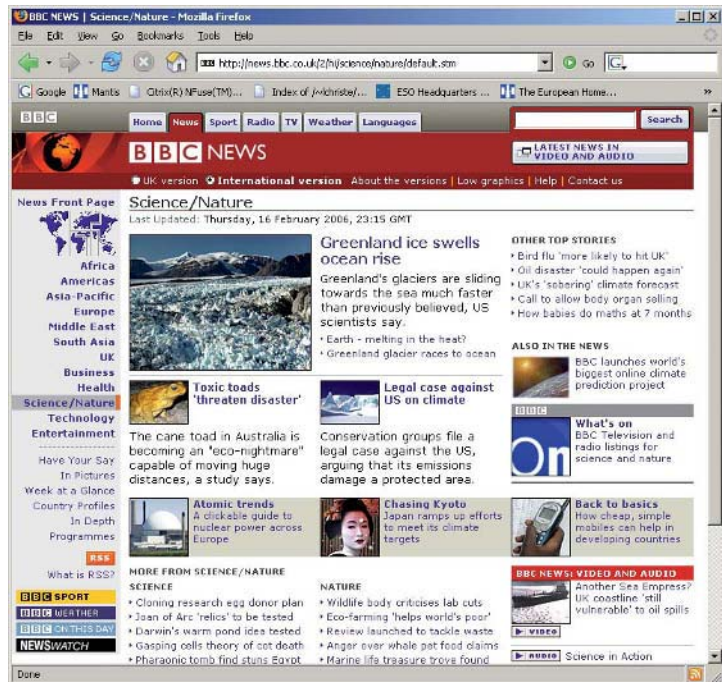 BBC NEWS | Science/Nature - Mozilla Firefox
File Edit View Go Bookmarks Tools Help
BBC http://news.bbc.co.uk/2/hi/science/nature/default.stm Go G
Google Mantis Citrix(R) NFuse(TM)... Index of /~lchriste/... ESO Headquarters ... The European Home... »
BBC
Home News Sport Radio TV Weather Languages
Search
BBC NEWS
LATEST NEWS IN
VIDEO AND AUDIO
UK version International version About the versions | Low graphics | Help | Contact us
News Front Page
Africa
Americas
Asia-Pacific
Europe
Middle East
South Asia
UK
Business
Health
Science/Nature
Technology
Entertainment
Have Your Say
In Pictures
Week at a Glance
Country Profiles
In Depth
Programmes
RSS
What is RSS?
BBC SPORT
BBC WEATHER
BBC ON THIS DAY
NEWSWATCH
Science/Nature
Last Updated: Thursday, 16 February 2006, 23:15 GMT
Greenland ice swells
ocean rise
Greenland's glaciers are sliding
towards the sea much faster
than previously believed, US
scientists say.
Earth - melting in the heat?
Greenland glacier races to ocean
Toxic toads
'threaten disaster'
The cane toad in Australia is
becoming an "eco-nightmare"
capable of moving huge
distances, a study says.
Legal case against
US on climate
Conservation groups file a
legal case against the US,
arguing that its emissions
damage a protected area.
OTHER TOP STORIES
Bird flu 'more likely to hit UK'
Oil disaster 'could happen again'
UK's 'sobering' climate forecast
Call to allow body organ selling
How babies do maths at 7 months
ALSO IN THE NEWS
BBC launches world's
biggest online climate
prediction project
BBC
On
What's on
BBC Television and
radio listings for
science and nature
Atomic trends
A clickable guide to
nuclear power across
Europe
Chasing Kyoto
Japan ramps up efforts
to meet its climate
targets
Back to basics
How cheap, simple
mobiles can help in
developing countries
MORE FROM SCIENCE/NATURE
SCIENCE
Cloning research egg donor plan
Joan of Arc 'relics' to be tested
Darwin's warm pond idea tested
Gasping cells theory of cot death
Pharaonic tomb find stuns Egypt
NATURE
Wildlife body criticises lab cuts
Eco-farming 'helps world's poor'
Review launched to tackle waste
Anger over whale pet food claims
Marine life treasure trove found
BBC NEWS: VIDEO AND AUDIO
Another Sea Empress?
UK coastline 'still
vulnerable' to oil spills
VIDEO
AUDIO Science in Action
Done